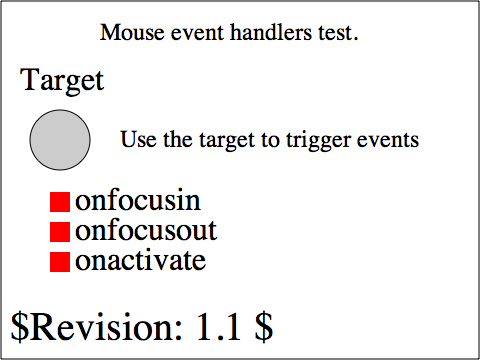 Mouse event handlers test.
Target
Use the target to trigger events
onfocusin
onfocusout
onactivate
$Revision: 1.1 $